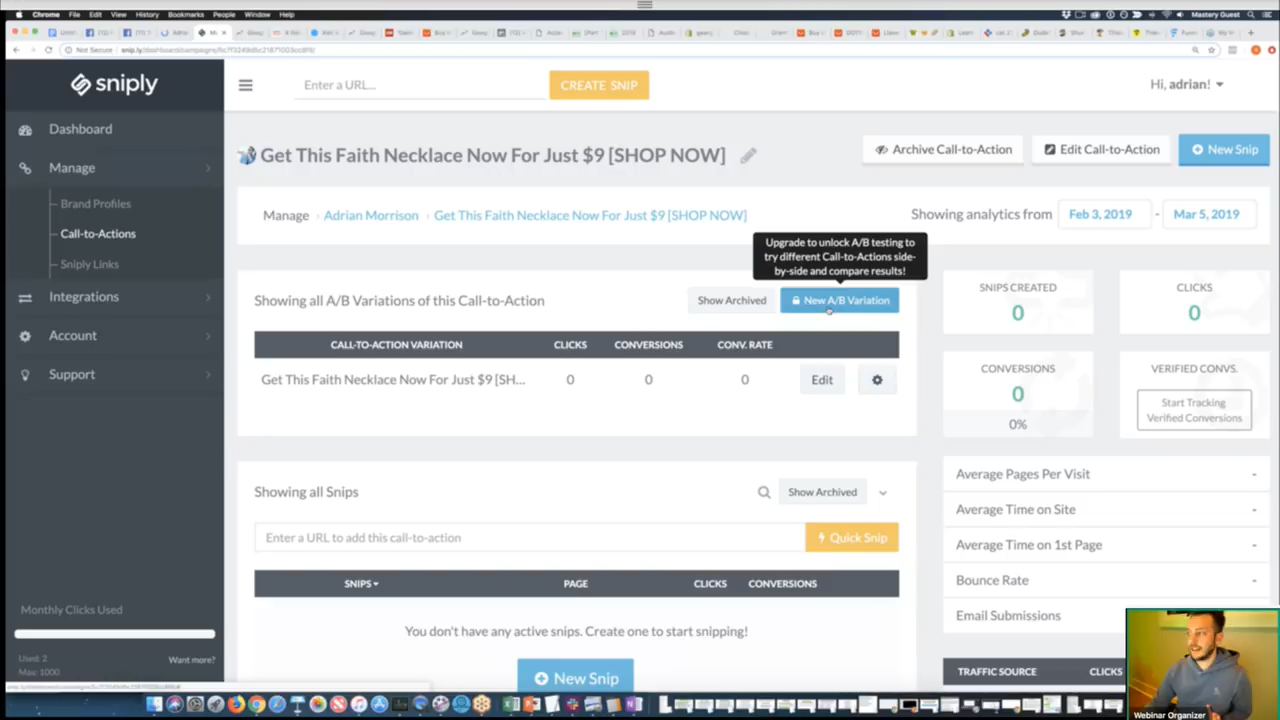 Chrome File Edit View History Bookmarks People Window Help
Mastery Guest
Not Secure snip.ly/dashboard/campaigns/
sniply
Enter a URL...
CREATE SNIP
Hi, adrian!
Dashboard
Manage
Brand Profiles
Call-to-Actions
Sniply Links
Integrations
Account
Support
Monthly Clicks Used
Used: 2
Max: 1000
Want more?
Get This Faith Necklace Now For Just $9 [SHOP NOW]
Archive Call-to-Action
Edit Call-to-Action
New Snip
Manage › Adrian Morrison › Get This Faith Necklace Now For Just $9 [SHOP NOW]
Showing analytics from Feb 3, 2019 - Mar 5, 2019
Upgrade to unlock A/B testing to
try different Call-to-Actions side-
by-side and compare results!
Showing all A/B Variations of this Call-to-Action
Show Archived
New A/B Variation
CALL-TO-ACTION VARIATION CLICKS CONVERSIONS CONV. RATE
Get This Faith Necklace Now For Just $9 [SH... 0 0 0 Edit
SNIPS CREATED
0
CLICKS
0
CONVERSIONS
0
0%
VERIFIED CONVS.
Start Tracking
Verified Conversions
Showing all Snips
Show Archived
Enter a URL to add this call-to-action
Quick Snip
SNIPS PAGE CLICKS CONVERSIONS
You don't have any active snips. Create one to start snipping!
New Snip
Average Pages Per Visit -
Average Time on Site -
Average Time on 1st Page -
Bounce Rate -
Email Submissions
TRAFFIC SOURCE CLICKS
Webinar Organizer